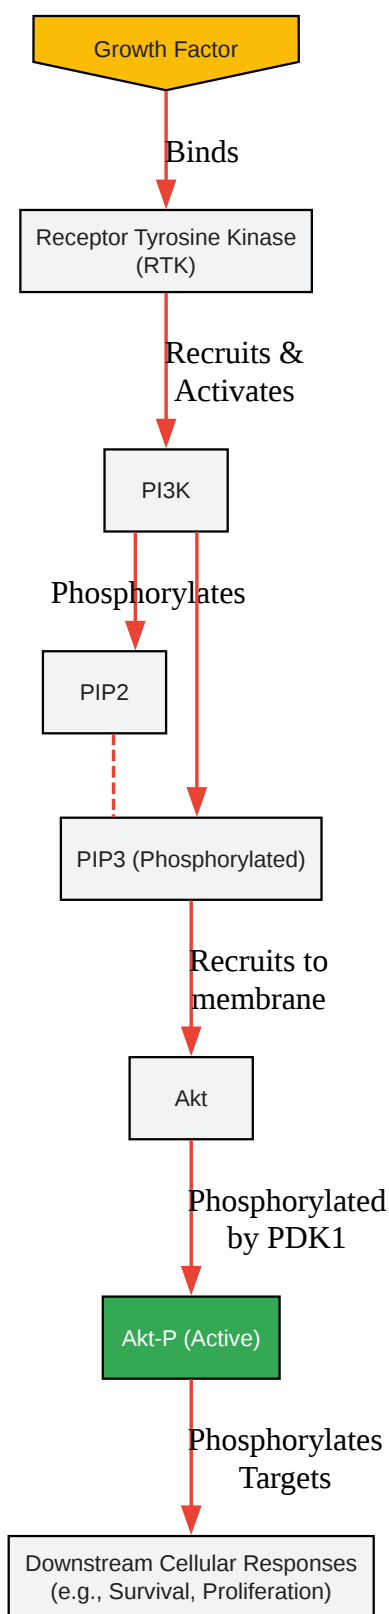 Growth Factor
Binds
Receptor Tyrosine Kinase
(RTK)
Recruits &
Activates
PI3K
Phosphorylates
PIP2
PIP3 (Phosphorylated)
Recruits to
membrane
Akt
Phosphorylated
by PDK1
Akt-P (Active)
Phosphorylates
Targets
Downstream Cellular Responses
(e.g., Survival, Proliferation)